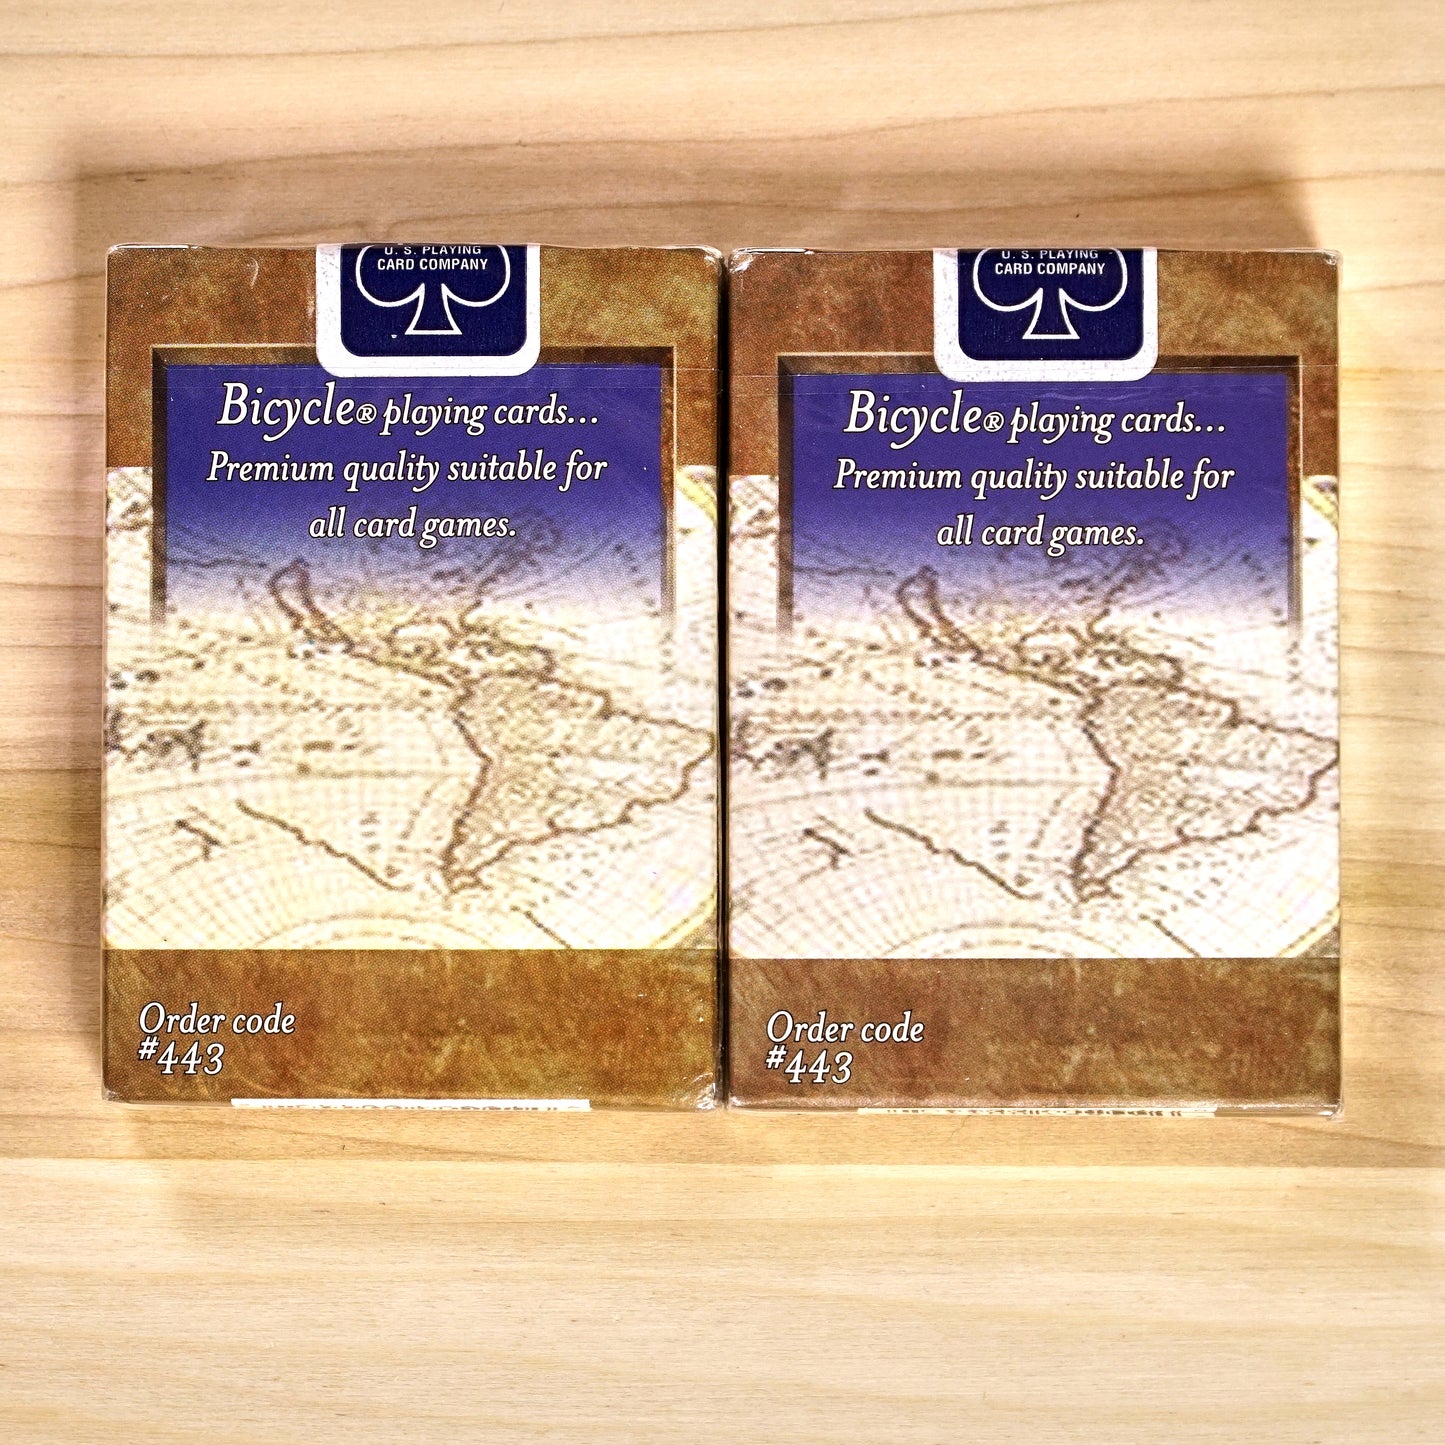 U. S. PLAYING
CARD COMPANY
Bicycle® playing cards...
Premium quality suitable for
all card games.
Order code
#443
U. S. PLAYING
CARD COMPANY
Bicycle® playing cards...
Premium quality suitable for
all card games.
Order code
#443